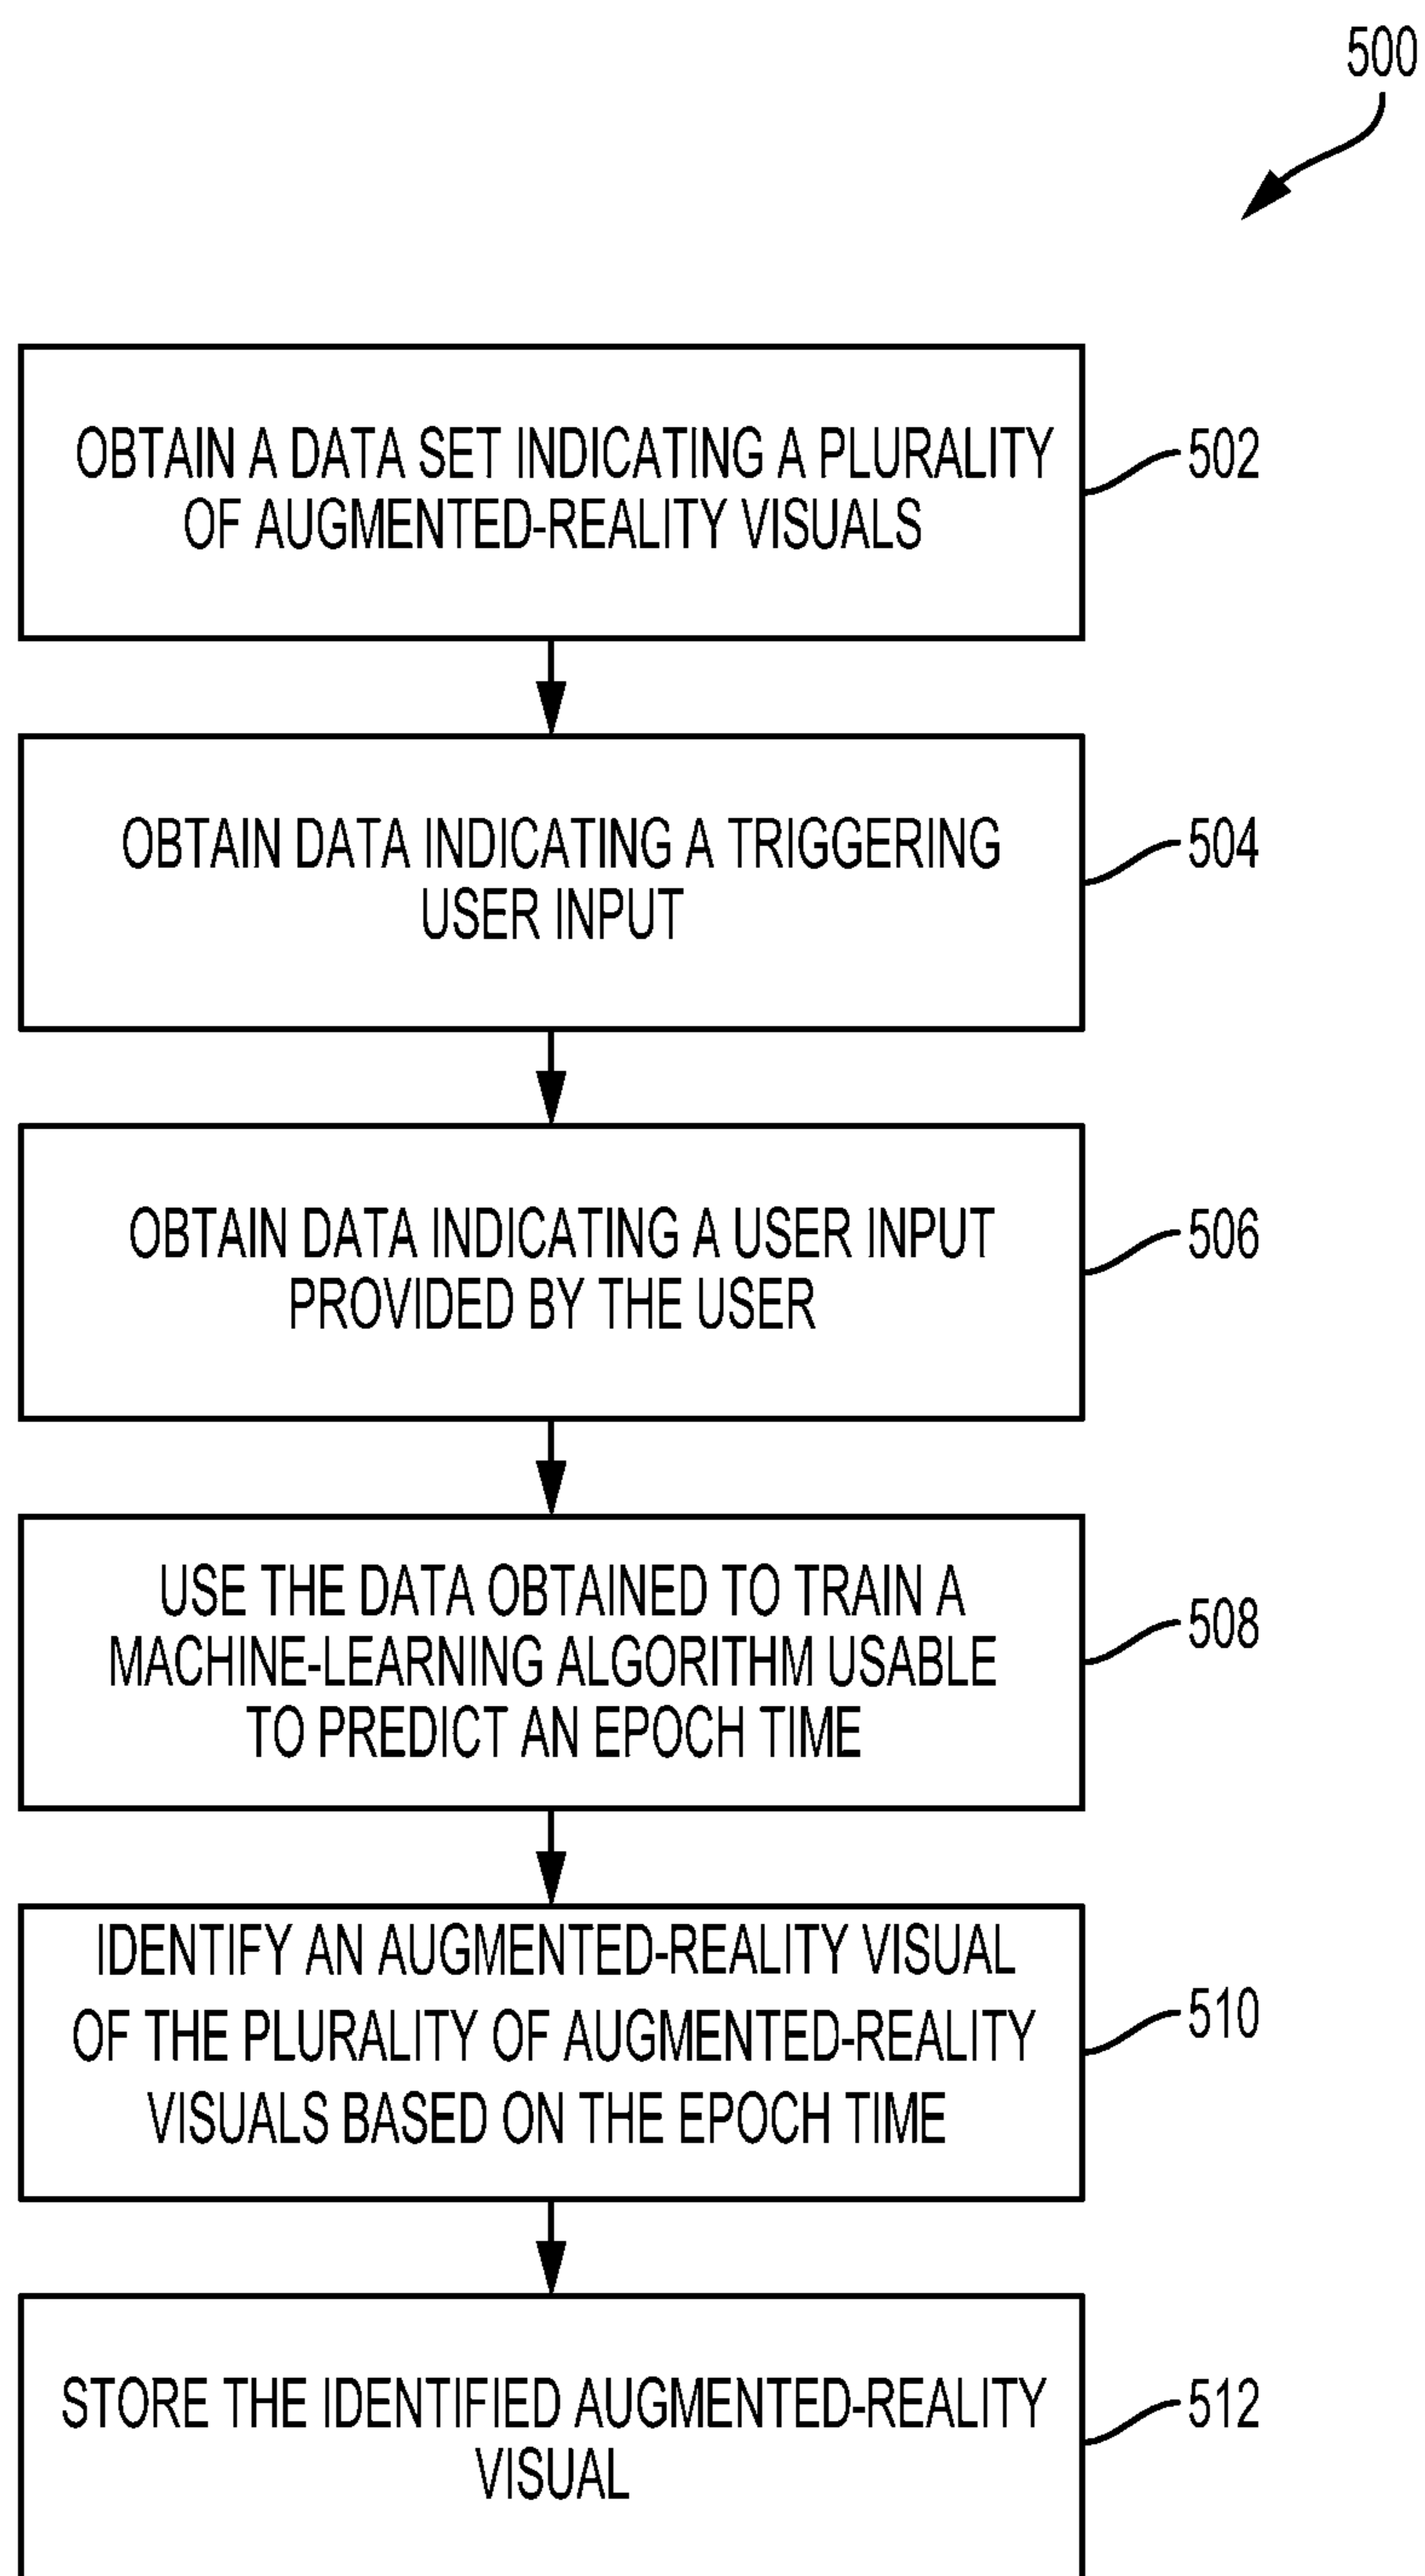 500
OBTAIN A DATA SET INDICATING A PLURALITY
OF AUGMENTED-REALITY VISUALS
502
OBTAIN DATA INDICATING A TRIGGERING
USER INPUT
504
OBTAIN DATA INDICATING A USER INPUT
PROVIDED BY THE USER
506
USE THE DATA OBTAINED TO TRAIN A
MACHINE-LEARNING ALGORITHM USABLE
TO PREDICT AN EPOCH TIME
508
IDENTIFY AN AUGMENTED-REALITY VISUAL
OF THE PLURALITY OF AUGMENTED-REALITY
VISUALS BASED ON THE EPOCH TIME
510
STORE THE IDENTIFIED AUGMENTED-REALITY
VISUAL
512